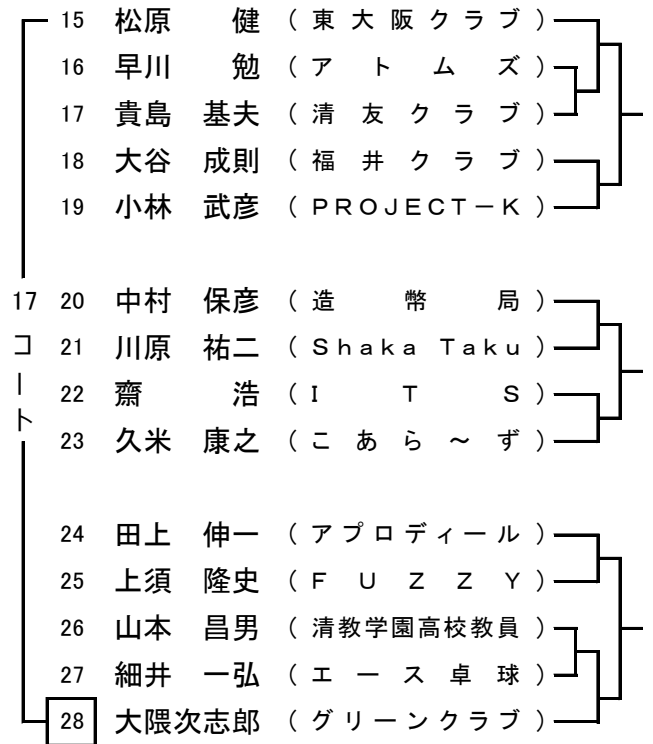 15 松原 健 （東大阪クラブ）
16 早川 勉 （アトムズ）
17 貴島 基夫 （清友クラブ）
18 大谷 成則 （福井クラブ）
19 小林 武彦 （PROJECT－K）
17コート
20 中村 保彦 （造幣局）
21 川原 祐二 （Shaka Taku）
22 齋 浩 （ITS）
23 久米 康之 （こあら～ず）
24 田上 伸一 （アプロディール）
25 上須 隆史 （FUZZY）
26 山本 昌男 （清教学園高校教員）
27 細井 一弘 （エース卓球）
28 大隈次志郎 （グリーンクラブ）